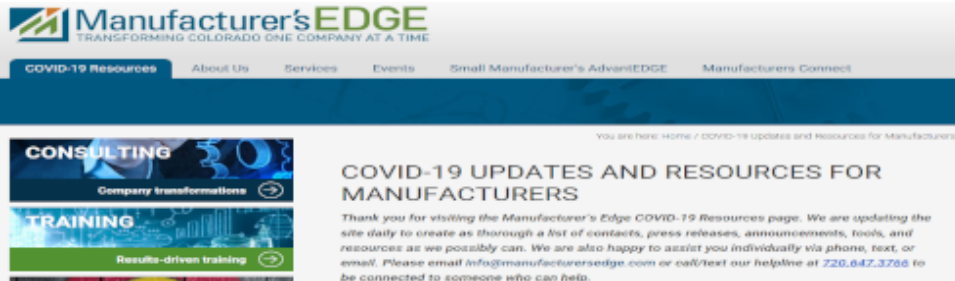 Manufacturer's EDGE
TRANSFORMING COLORADO ONE COMPANY AT A TIME
COVID-19 Resources About Us Services Events Small Manufacturer's AdvantEDGE Manufacturers Connect
You are here: Home / COVID-19 Updates and Resources for Manufacturers
CONSULTING
Company transformations
TRAINING
Results-driven training
COVID-19 UPDATES AND RESOURCES FOR
MANUFACTURERS
Thank you for visiting the Manufacturer's Edge COVID-19 Resources page. We are updating the
site daily to create as thorough a list of contacts, press releases, announcements, tools, and
resources as we possibly can. We are also happy to assist you individually via phone, text, or
email. Please email info@manufacturersedge.com or call/text our helpline at 720.647.3766 to
be connected to someone who can help.